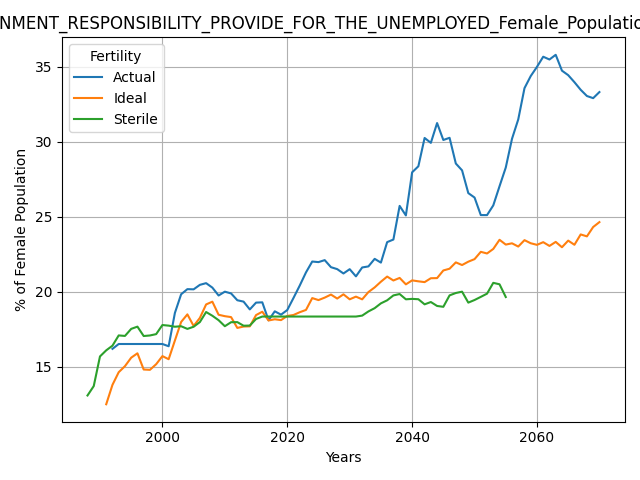 NMENT_RESPONSIBILITY_PROVIDE_FOR_THE_UNEMPLOYED_Female_Populatio
Fertility
Actual
Ideal
Sterile
35
30
25
20
15
% of Female Population
2000
2020
2040
2060
Years